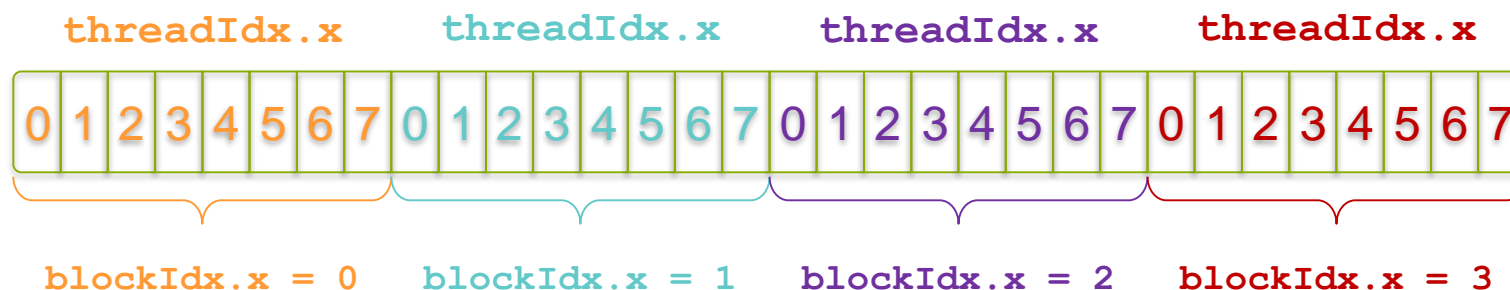 threadIdx.x threadIdx.x threadIdx.x threadIdx.x
0 1 2 3 4 5 6 7 0 1 2 3 4 5 6 7 0 1 2 3 4 5 6 7 0 1 2 3 4 5 6 7
blockIdx.x = 0 blockIdx.x = 1 blockIdx.x = 2 blockIdx.x = 3